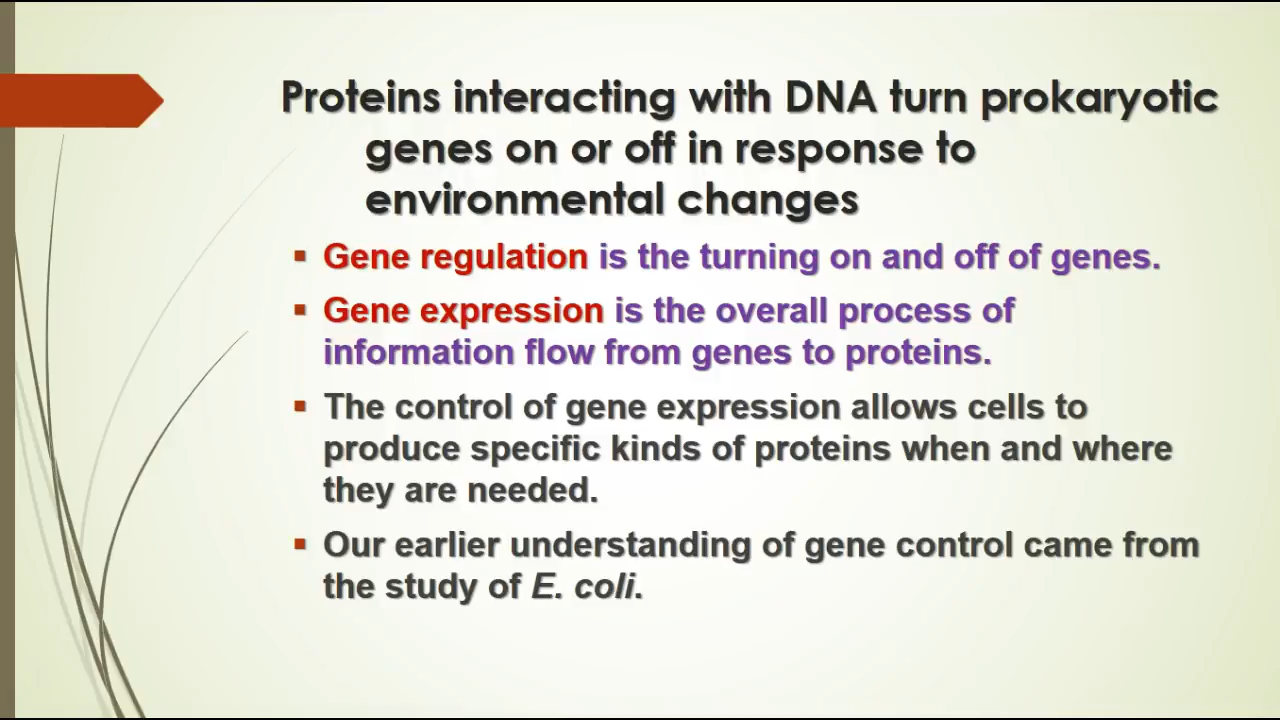 Proteins interacting with DNA turn prokaryotic
genes on or off in response to
environmental changes
Gene regulation is the turning on and off of genes.
Gene expression is the overall process of
information flow from genes to proteins.
The control of gene expression allows cells to
produce specific kinds of proteins when and where
they are needed.
Our earlier understanding of gene control came from
the study of E. coli.